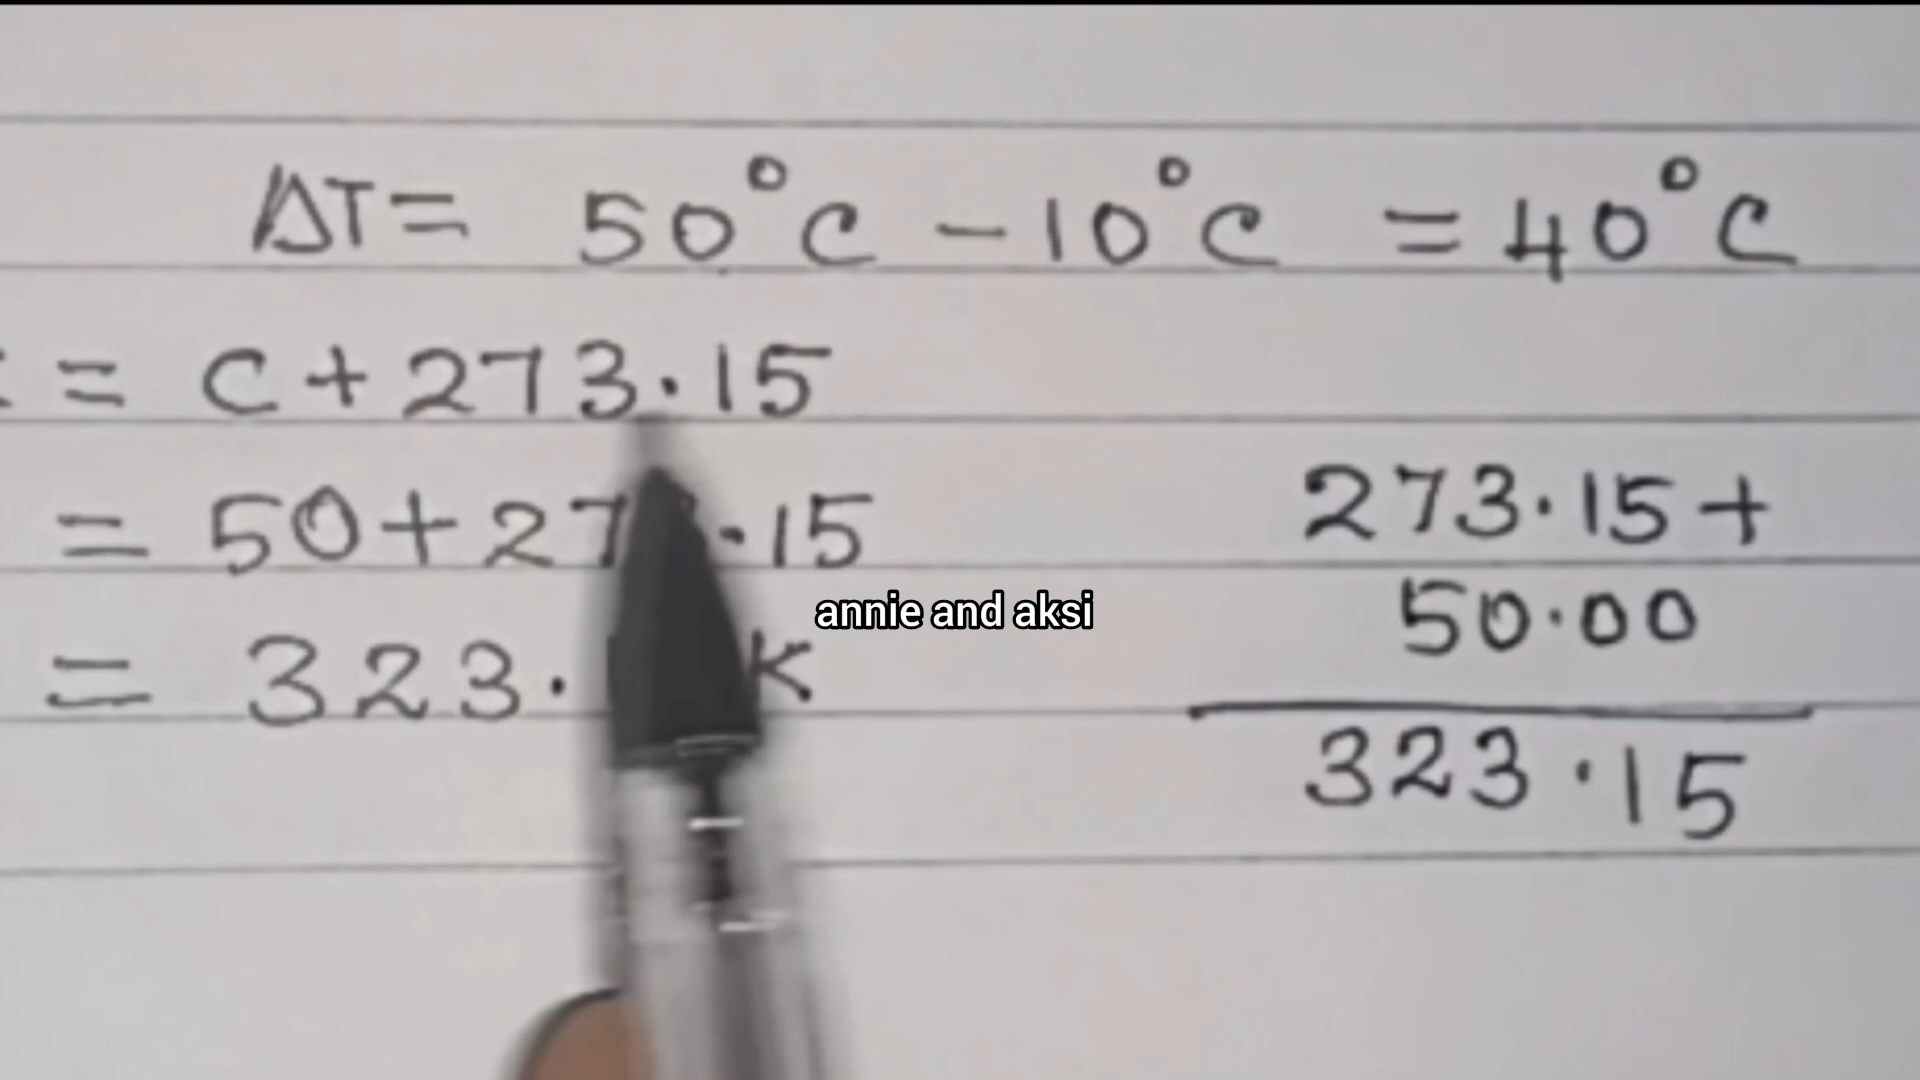 ΔT = 50°C - 10°C = 40°C
= C + 273.15
= 50 + 27 .15
= 323. K
273.15 +
50.00
323.15
annie and aksi